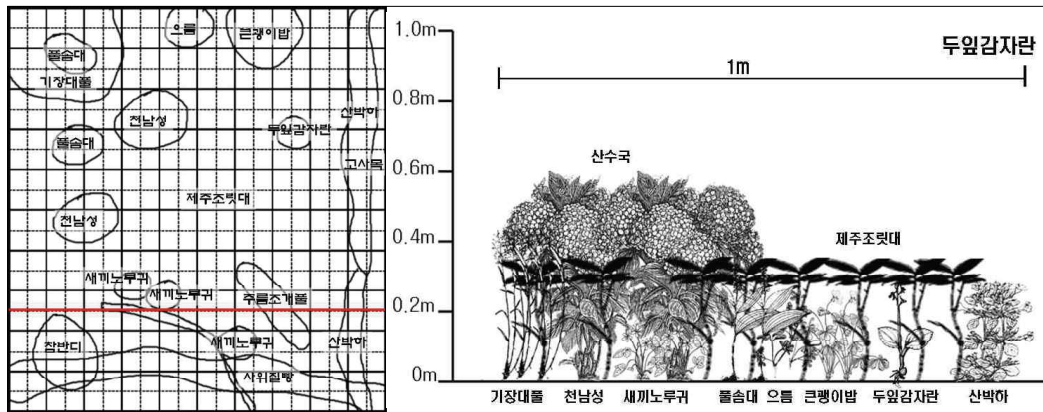 으름
큰괭이밥
풀솜대
기장대풀
천남성
산박하
두잎감자란
풀솜대
고사목
제주조릿대
천남성
새끼노루귀
새끼노루귀
주름조개풀
참반디
새끼노루귀
산박하
사위질빵
두잎감자란
1.0m
1m
0.8m
0.6m
산수국
0.4m
제주조릿대
0.2m
0m
기장대풀 천남성 새끼노루귀 풀솜대 으름 큰괭이밥 두잎감자란 산박하